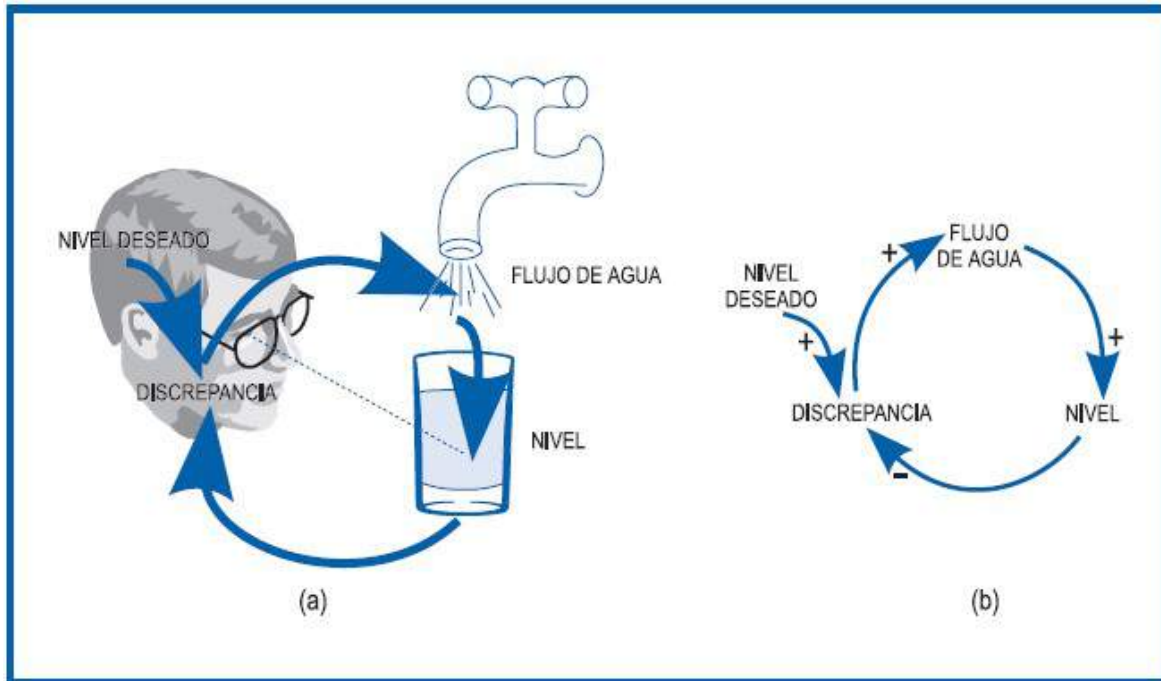 NIVEL DESEADO
FLUJO DE AGUA
DISCREPANCIA
NIVEL
(a)
FLUJO
DE AGUA
NIVEL
DESEADO
+
+
+
DISCREPANCIA
NIVEL
-
(b)